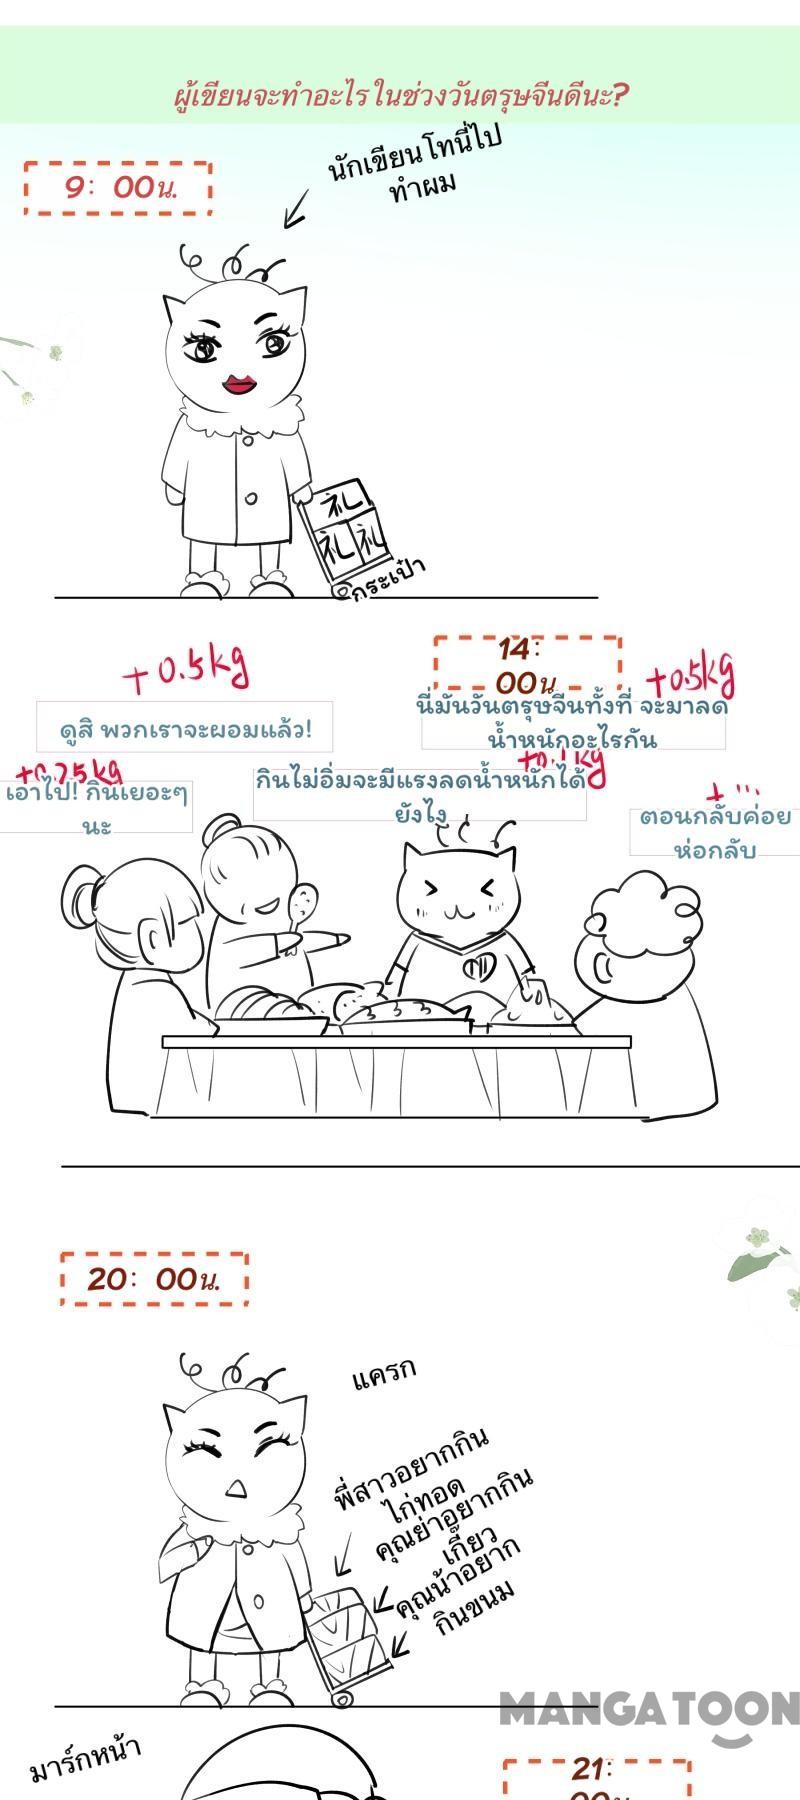 ผู้เขียนจะทำอะไรในช่วงวันตรุษจีนดีนะ?
9: 00น.
นักเขียนโทนี่ไป
ทำผม
礼
礼 礼
กระเป๋า
+0.5kg
14:
00น
+0.5kg
ดูสิ พวกเราจะผอมแล้ว!
นี่มันวันตรุษจีนทั้งที่ จะมาลด
น้ำหนักอะไรกัน
เอาไป! กินเยอะๆ
นะ
กินไม่อิ่มจะมีแรงลดน้ำหนักได้
ยังไง
+ ...
ตอนกลับค่อย
ห่อกลับ
20: 00น.
แครก
พี่สาวอยากกิน
ไก่ทอด
คุณย่าอยากกิน
เกี๊ยว
คุณน้าอยาก
กินขนม
MANGATOON
มาร์กหน้า
21: